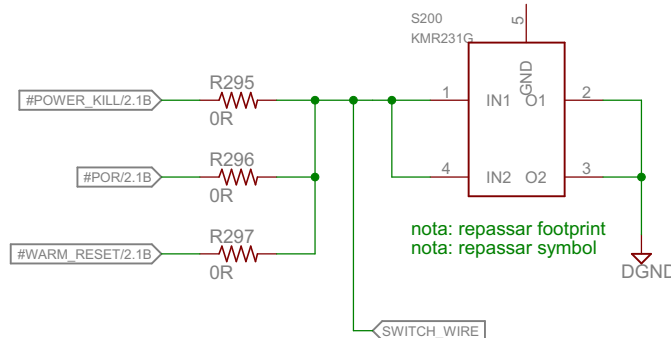 S200
KMR231G
5
GND
R295
#POWER_KILL/2.1B
0R
1
IN1
O1
2
R296
#POR/2.1B
0R
4
IN2
O2
3
R297
#WARM_RESET/2.1B
0R
nota: repassar footprint
nota: repassar symbol
DGND
SWITCH_WIRE